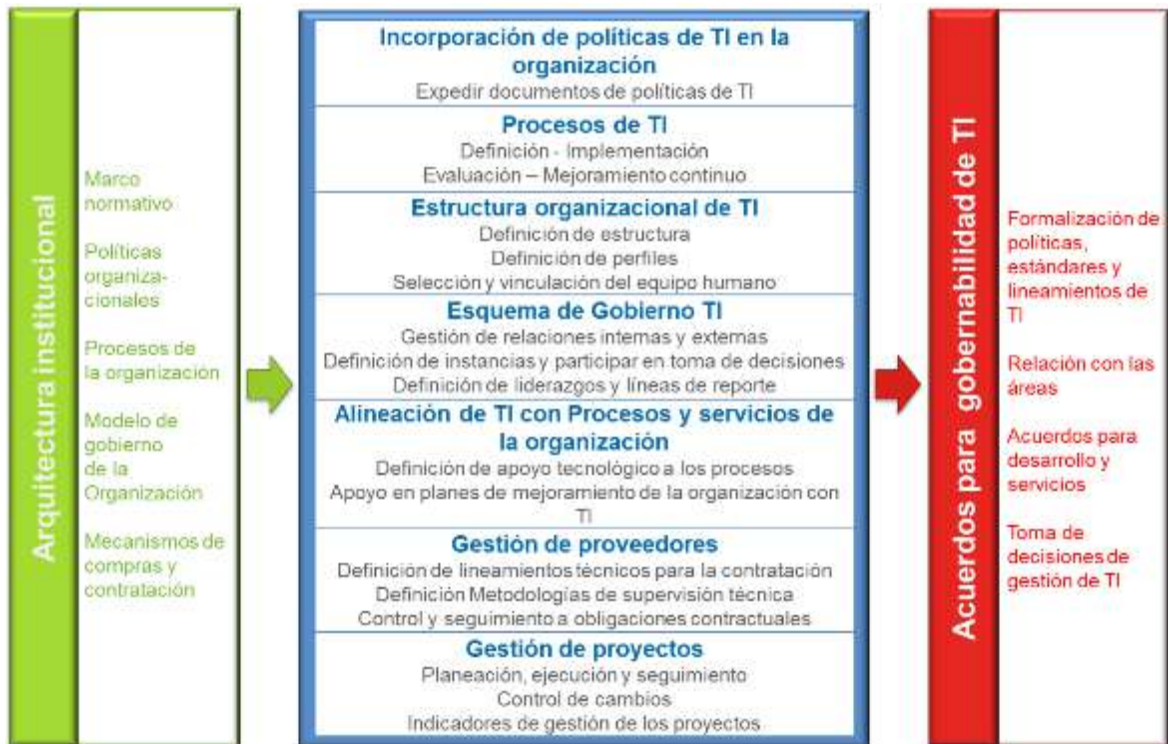 Arquitectura institucional
Marco
normativo
Políticas
organiza-
cionales
Procesos de
la organización
Modelo de
gobierno
de la
Organización
Mecanismos de
compras y
contratación
Incorporación de políticas de TI en la
organización
Expedir documentos de políticas de TI
Procesos de TI
Definición - Implementación
Evaluación – Mejoramiento continuo
Estructura organizacional de TI
Definición de estructura
Definición de perfiles
Selección y vinculación del equipo humano
Esquema de Gobierno TI
Gestión de relaciones internas y externas
Definición de instancias y participar en toma de decisiones
Definición de liderazgos y líneas de reporte
Alineación de TI con Procesos y servicios de
la organización
Definición de apoyo tecnológico a los procesos
Apoyo en planes de mejoramiento de la organización con
TI
Gestión de proveedores
Definición de lineamientos técnicos para la contratación
Definición Metodologías de supervisión técnica
Control y seguimiento a obligaciones contractuales
Gestión de proyectos
Planeación, ejecución y seguimiento
Control de cambios
Indicadores de gestión de los proyectos
Acuerdos para gobernabilidad de TI
Formalización de
políticas,
estándares y
lineamientos de
TI
Relación con las
áreas
Acuerdos para
desarrollo y
servicios
Toma de
decisiones de
gestión de TI